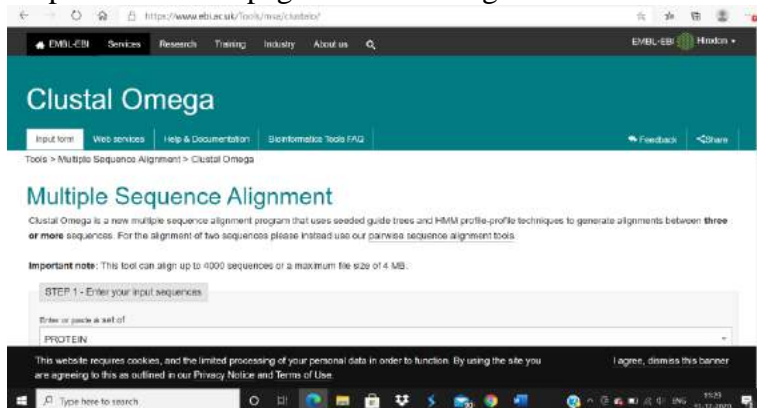 https://www.ebi.ac.uk/Tools/msa/clustalo/
EMBL-EBI Services Research Training Industry About us EMBL-EBI Hinxton
Clustal Omega
Input form Web services Help & Documentation Bioinformatics Tools FAQ Feedback Share
Tools > Multiple Sequence Alignment > Clustal Omega
Multiple Sequence Alignment
Clustal Omega is a new multiple sequence alignment program that uses seeded guide trees and HMM profile-profile techniques to generate alignments between three
or more sequences. For the alignment of two sequences please instead use our pairwise sequence alignment tools.
Important note: This tool can align up to 4000 sequences or a maximum file size of 4 MB.
STEP 1 - Enter your input sequences
Enter or paste a set of
PROTEIN
This website requires cookies, and the limited processing of your personal data in order to function. By using the site you I agree, dismiss this banner
are agreeing to this as outlined in our Privacy Notice and Terms of Use.
Type here to search ENG 15:23
11-12-2020